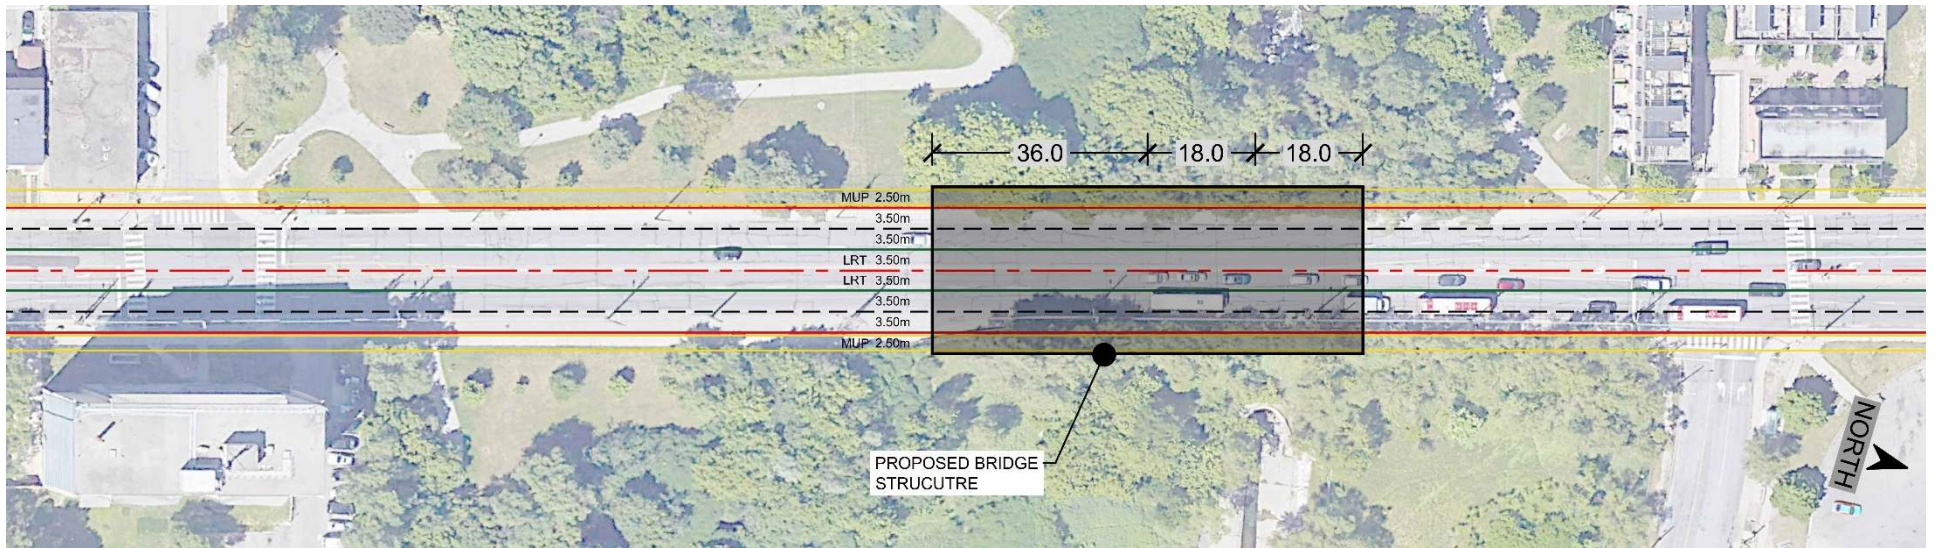 36.0
18.0
18.0
MUP 2.50m
3.50m
3.50m
LRT 3.50m
LRT 3.50m
3.50m
3.50m
MUP 2.50m
PROPOSED BRIDGE
STRUCUTRE
NORTH